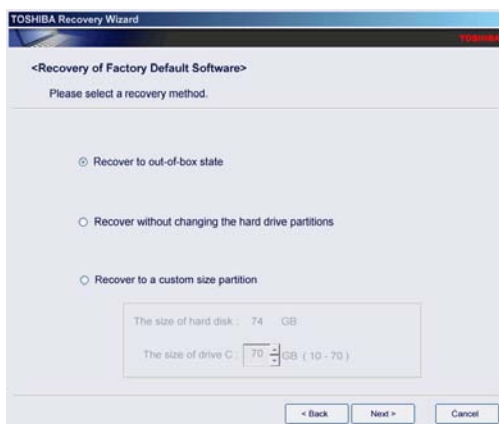 TOSHIBA Recovery Wizard
TOSHIBA
<Recovery of Factory Default Software>
Please select a recovery method.
Recover to out-of-box state
Recover without changing the hard drive partitions
Recover to a custom size partition
The size of hard disk : 74 GB
The size of drive C : 70 GB ( 10 - 70 )
< Back Next > Cancel